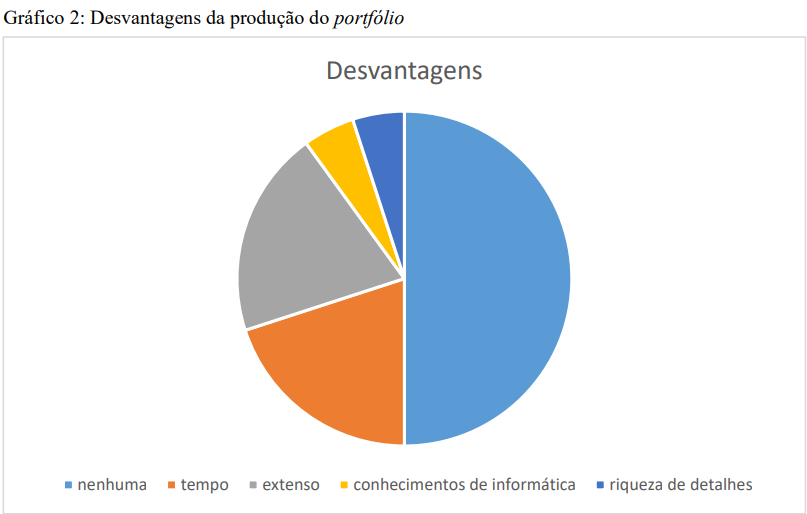 Gráfico 2: Desvantagens da produção do portfólio
Desvantagens
nenhuma tempo extenso conhecimentos de informática riqueza de detalhes